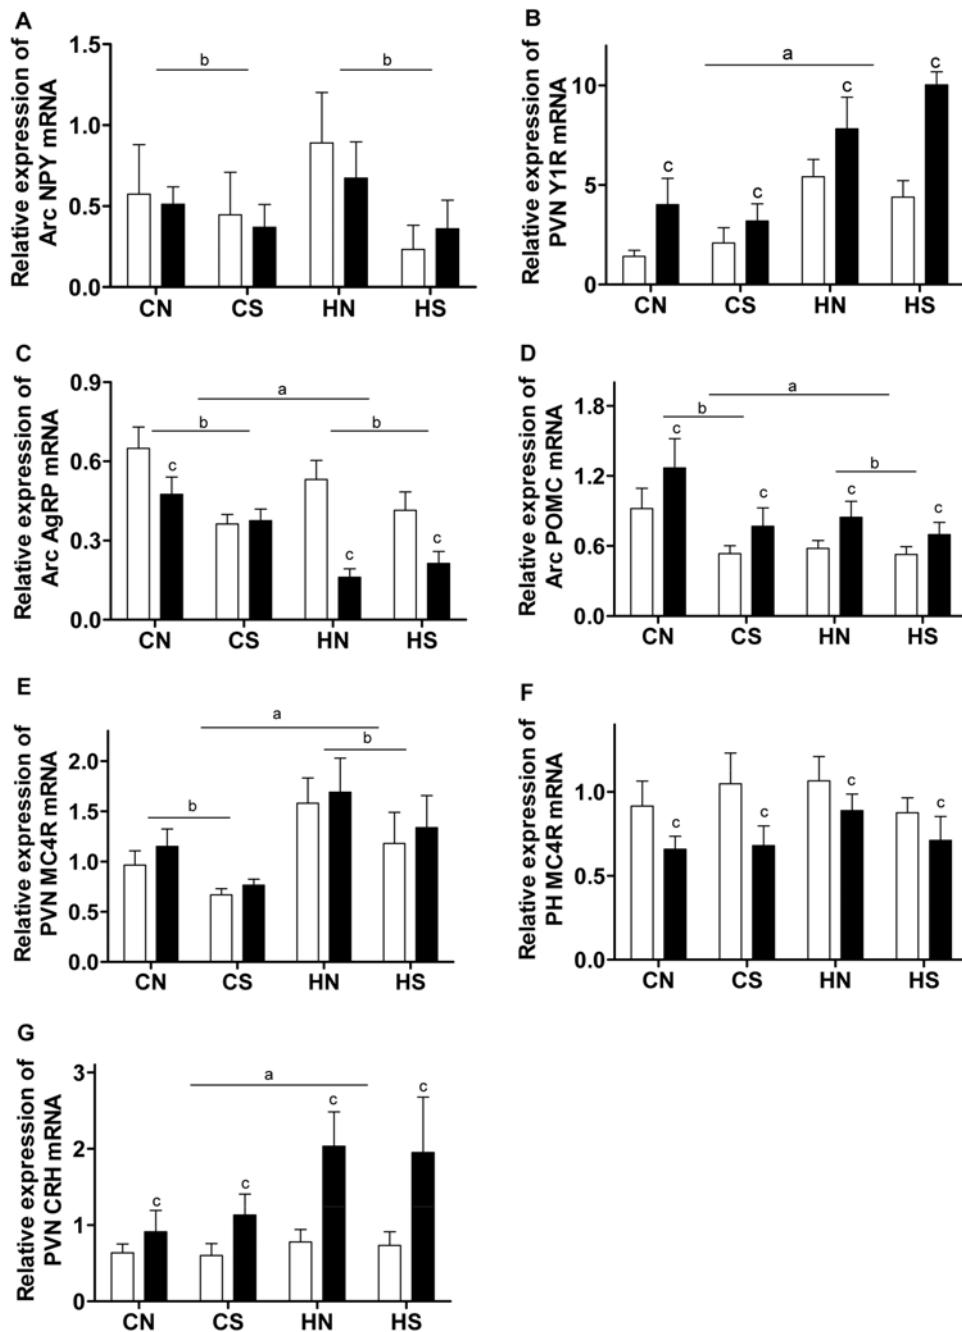 A
Relative expression of
Arc NPY mRNA
1.5
1.0
0.5
0.0
b
b
CN CS HN HS
B
Relative expression of
PVN Y1R mRNA
10
5
0
a
c
c
c
c
CN CS HN HS
C
Relative expression of
Arc AgRP mRNA
0.9
0.6
0.3
0.0
a
b
b
c
c
c
CN CS HN HS
D
Relative expression of
Arc POMC mRNA
1.8
1.2
0.6
0.0
a
b
b
c
c
c
c
CN CS HN HS
E
Relative expression of
PVN MC4R mRNA
2.0
1.5
1.0
0.5
0.0
a
b
b
CN CS HN HS
F
Relative expression of
PH MC4R mRNA
1.0
0.5
0.0
c
c
c
c
CN CS HN HS
G
Relative expression of
PVN CRH mRNA
3
2
1
0
a
c
c
c
c
CN CS HN HS